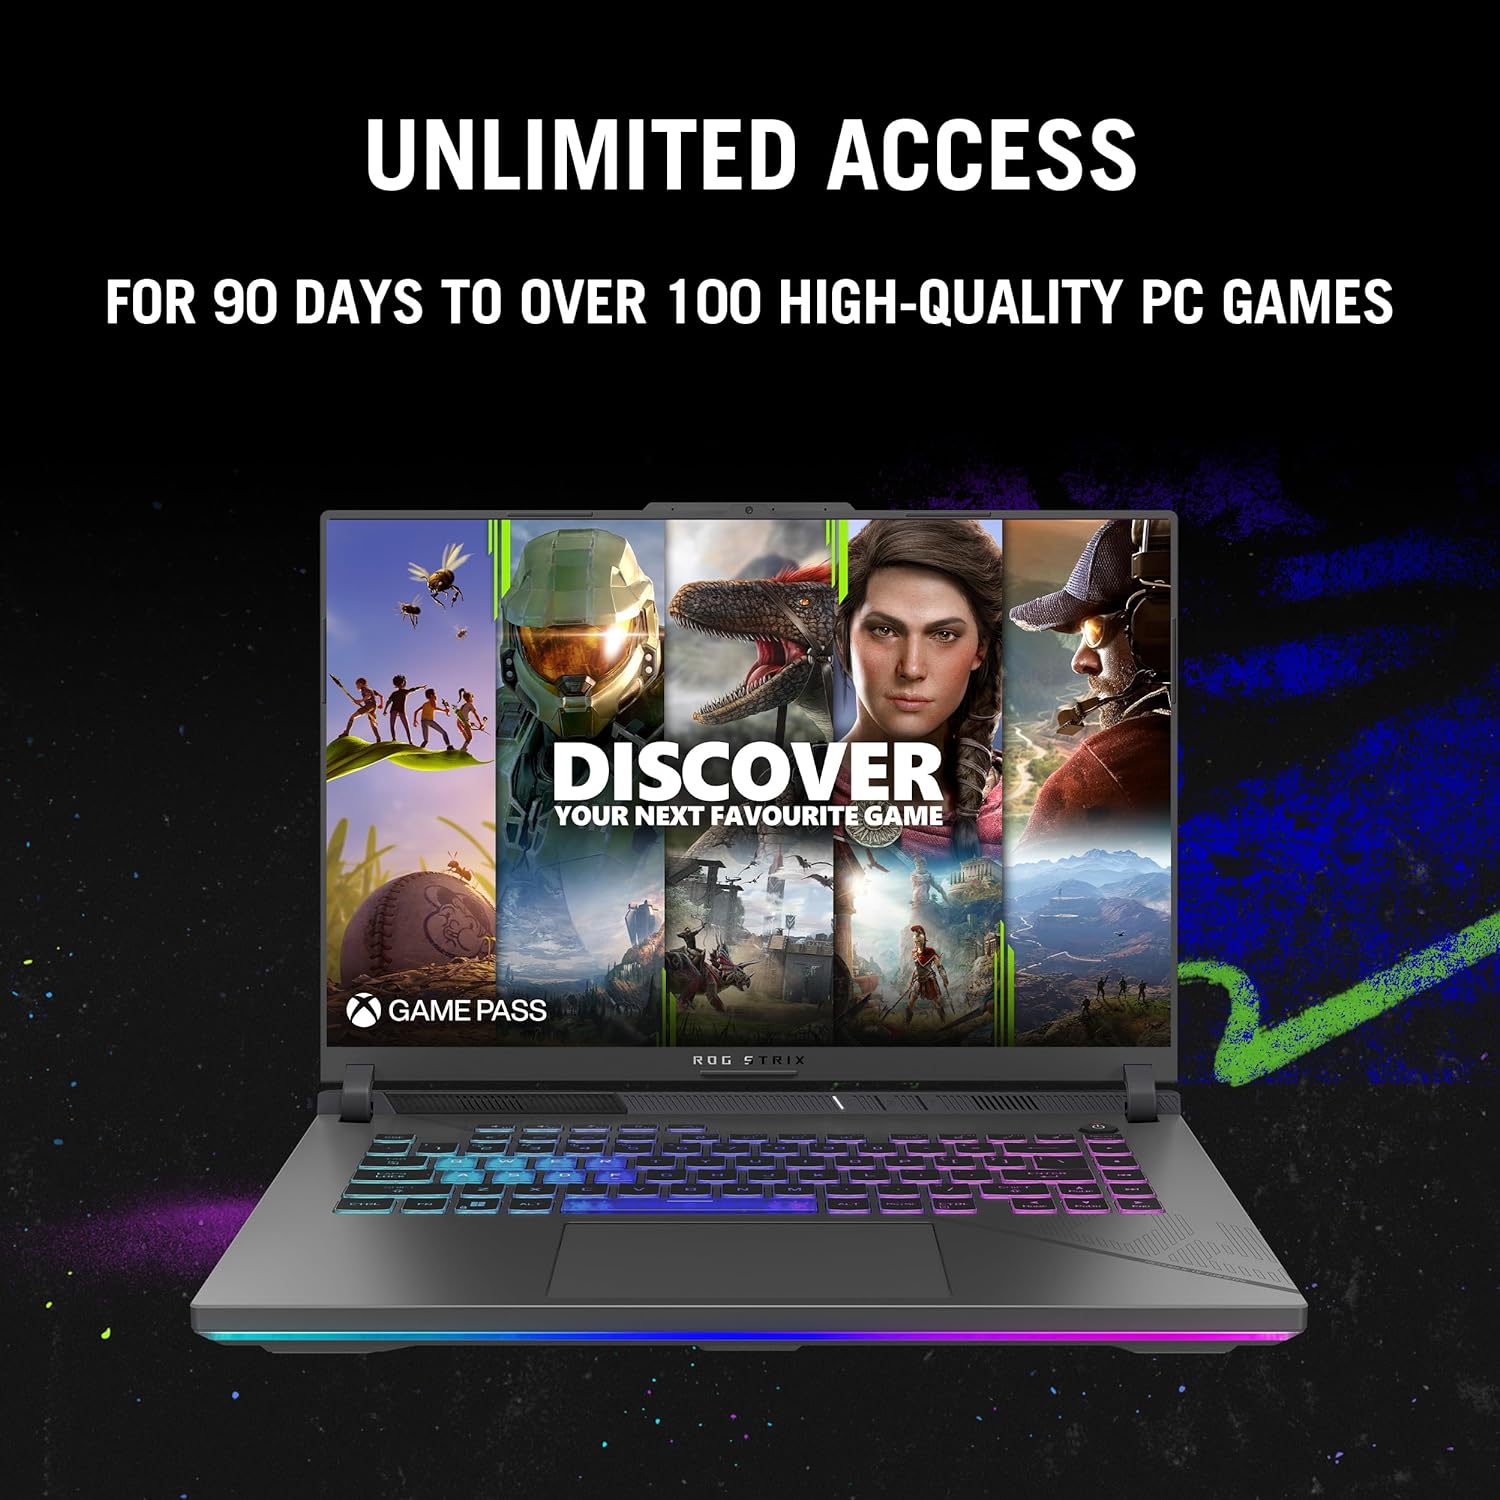 UNLIMITED ACCESS
FOR 90 DAYS TO OVER 100 HIGH-QUALITY PC GAMES
DISCOVER
YOUR NEXT FAVOURITE GAME
GAME PASS
ROG STRIX